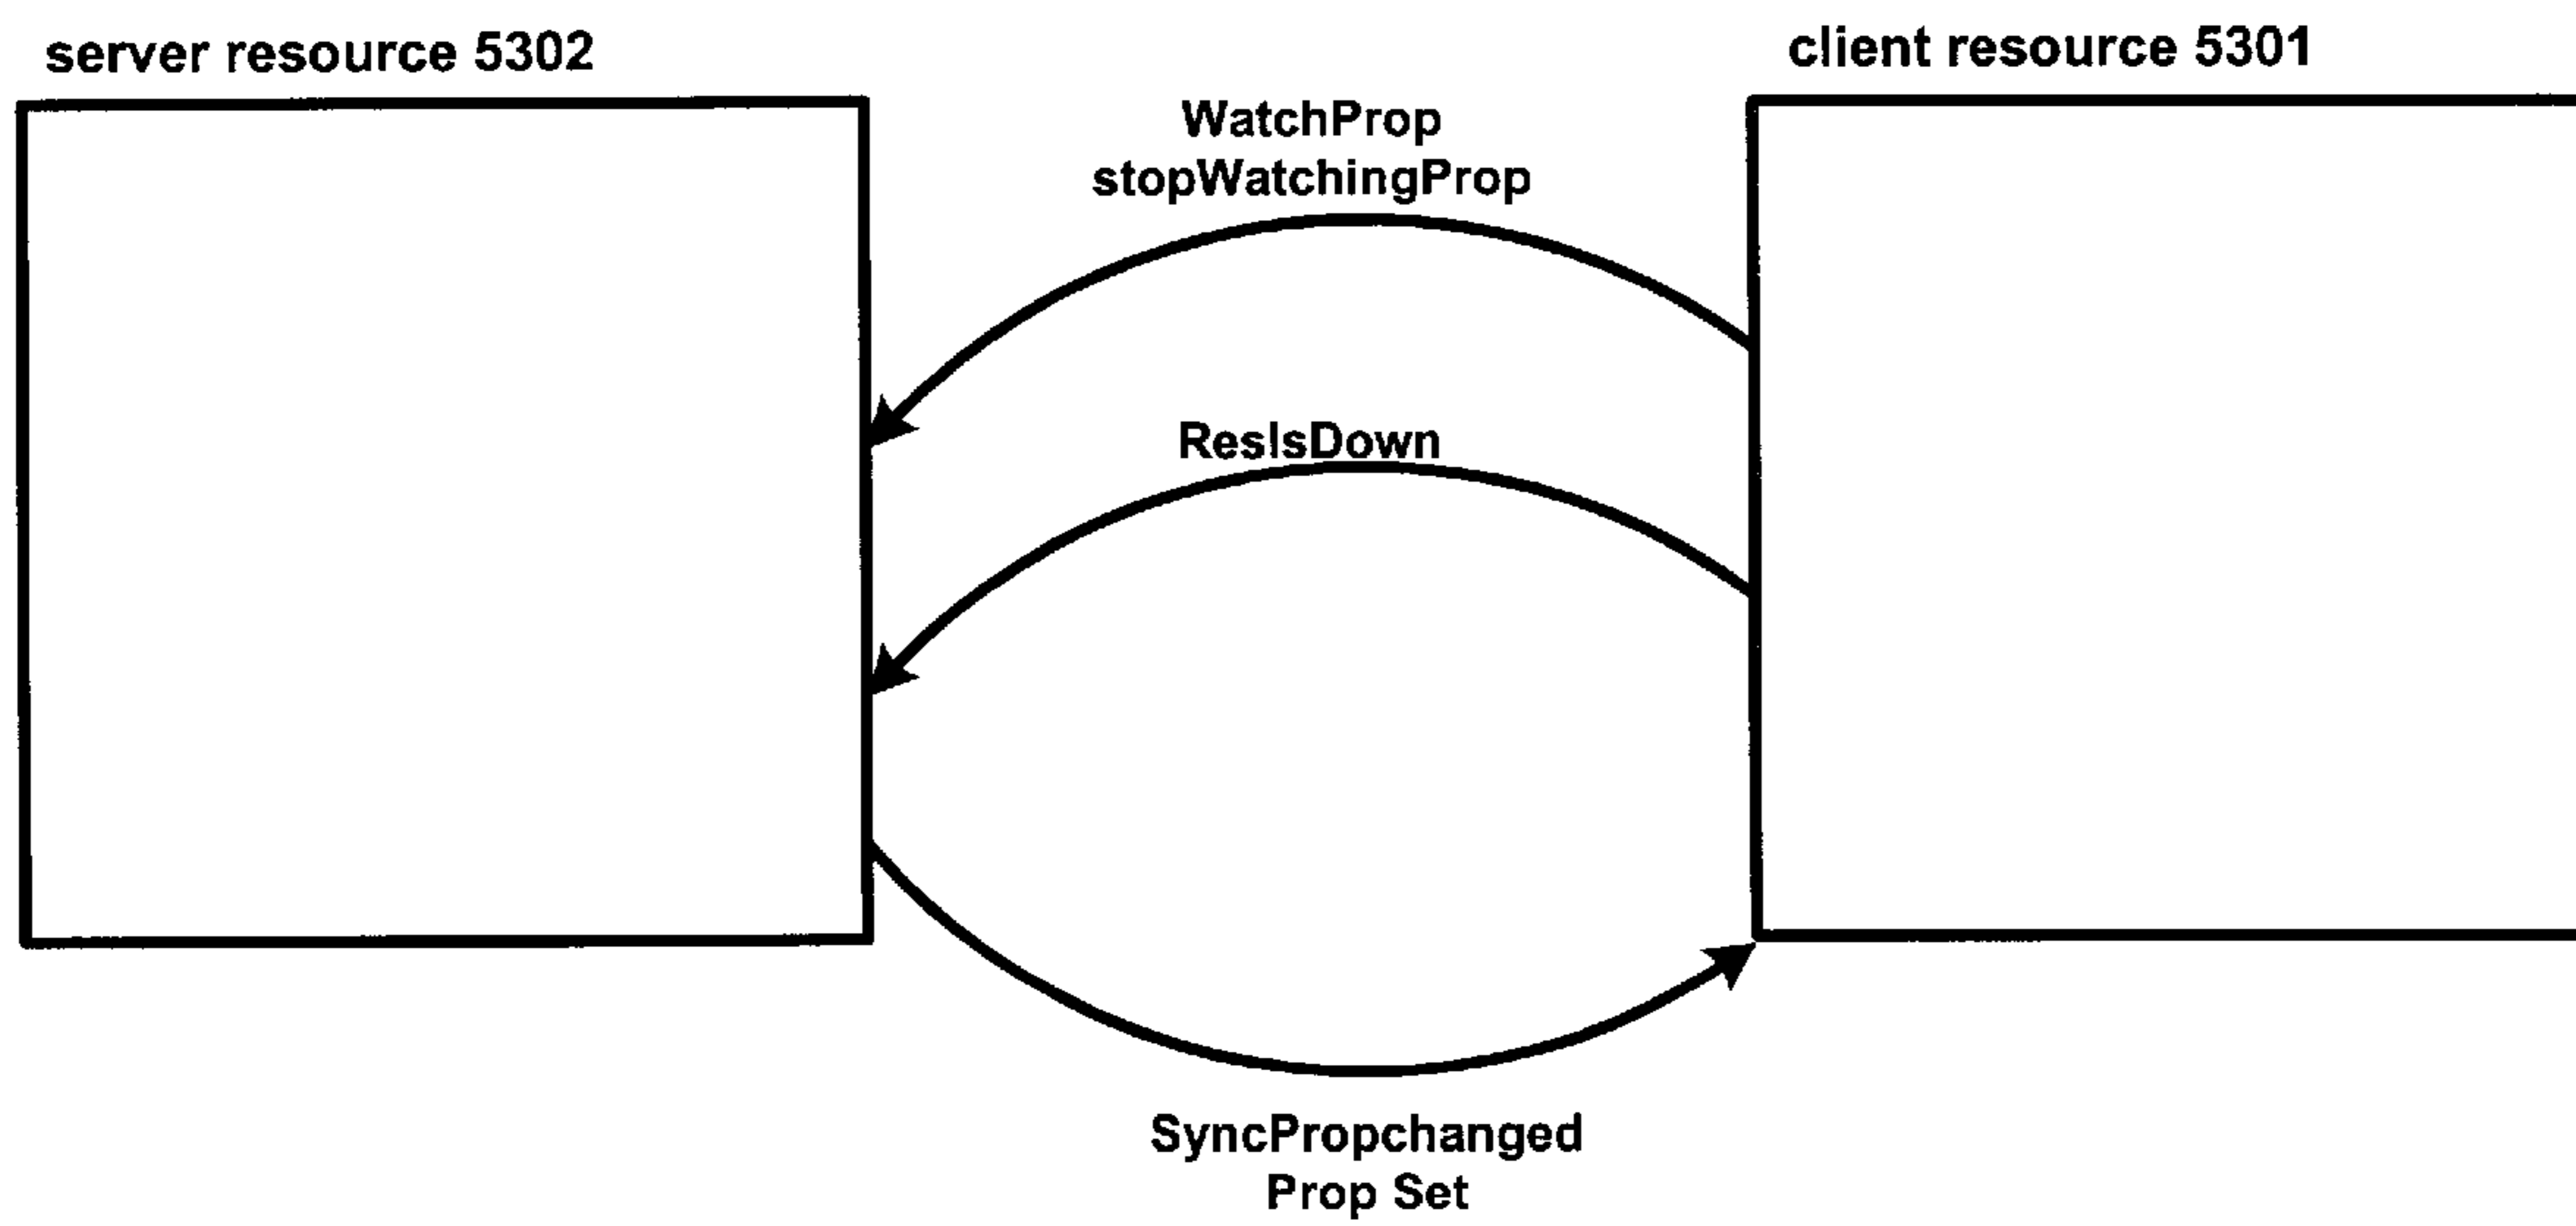 server resource 5302
client resource 5301
WatchProp
stopWatchingProp
ResIsDown
SyncPropchanged
Prop Set